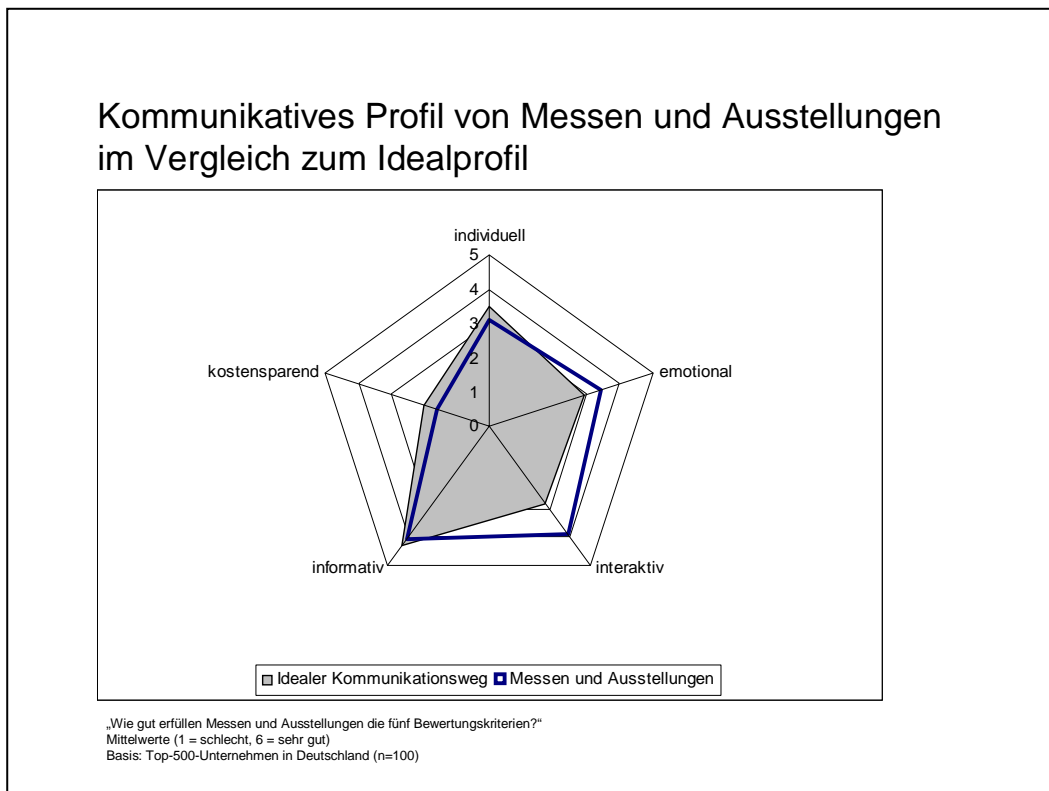 Kommunikatives Profil von Messen und Ausstellungen
im Vergleich zum Idealprofil
individuell
5
4
3
2
1
0
kostensparend
emotional
informativ
interaktiv
Idealer Kommunikationsweg
Messen und Ausstellungen
„Wie gut erfüllen Messen und Ausstellungen die fünf Bewertungskriterien?“
Mittelwerte (1 = schlecht, 6 = sehr gut)
Basis: Top-500-Unternehmen in Deutschland (n=100)